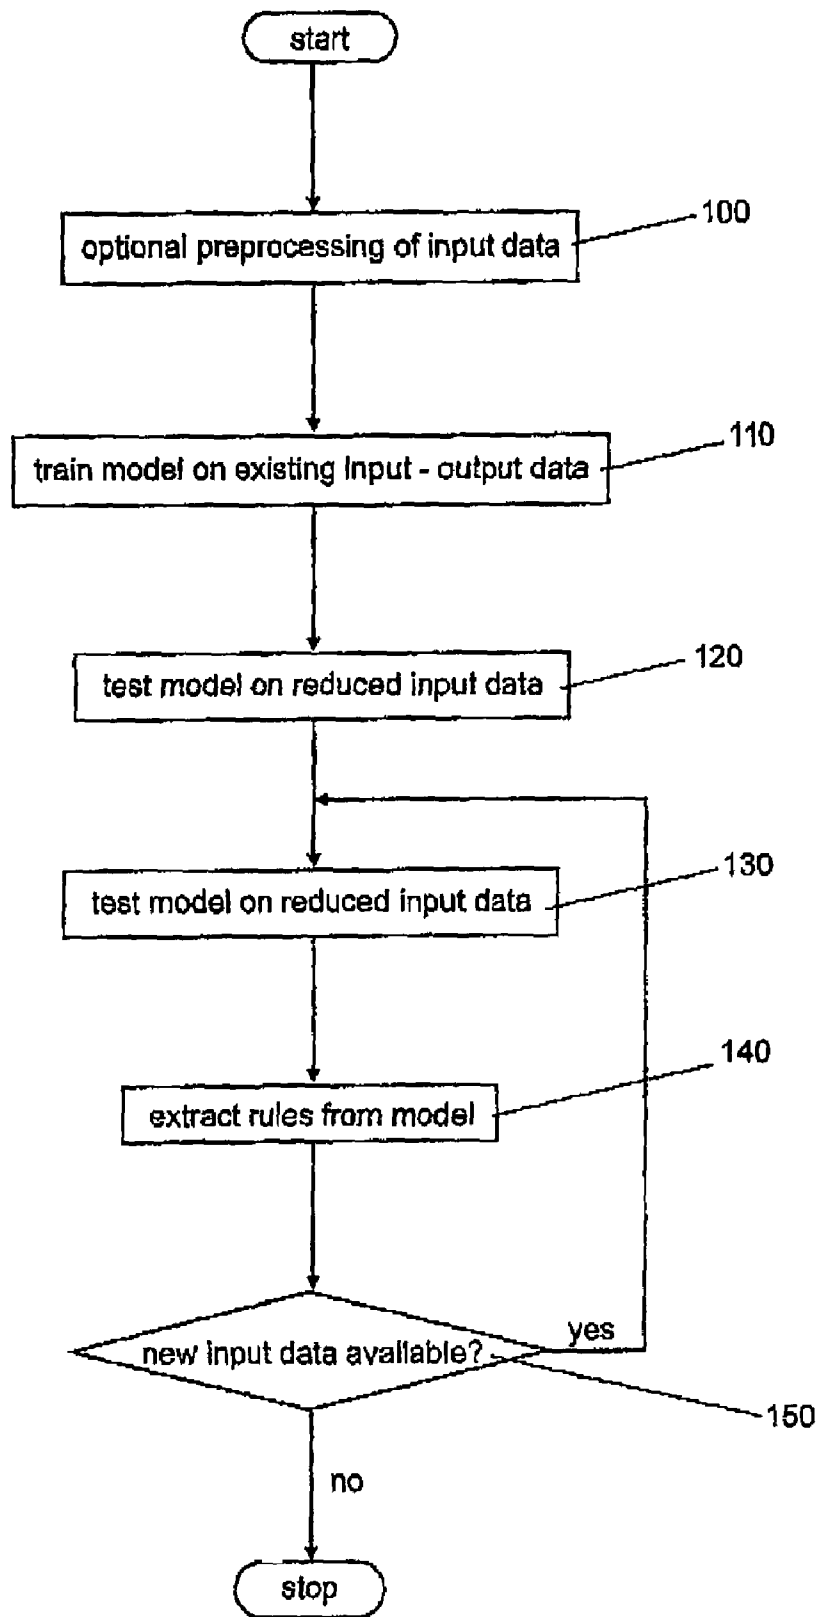 start
100
optional preprocessing of input data
110
train model on existing input - output data
120
test model on reduced input data
130
test model on reduced input data
140
extract rules from model
yes
new input data available?
150
no
stop